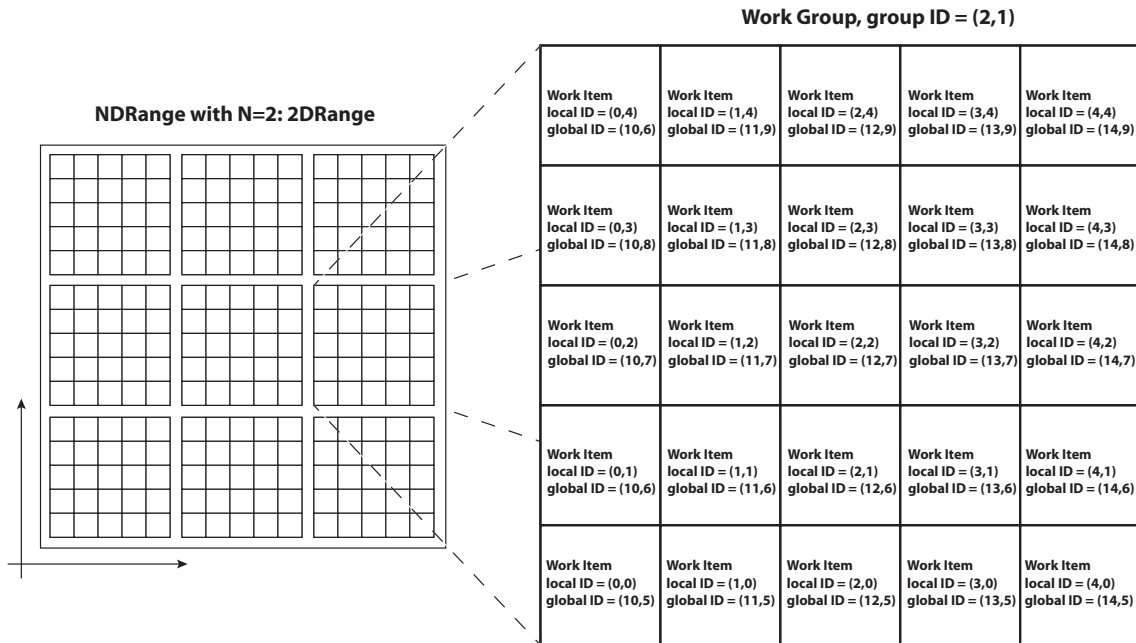 Work Group, group ID = (2,1)
NDRange with N=2: 2DRange
Work Item
local ID = (0,4)
global ID = (10,6)
Work Item
local ID = (1,4)
global ID = (11,9)
Work Item
local ID = (2,4)
global ID = (12,9)
Work Item
local ID = (3,4)
global ID = (13,9)
Work Item
local ID = (4,4)
global ID = (14,9)
Work Item
local ID = (0,3)
global ID = (10,8)
Work Item
local ID = (1,3)
global ID = (11,8)
Work Item
local ID = (2,3)
global ID = (12,8)
Work Item
local ID = (3,3)
global ID = (13,8)
Work Item
local ID = (4,3)
global ID = (14,8)
Work Item
local ID = (0,2)
global ID = (10,7)
Work Item
local ID = (1,2)
global ID = (11,7)
Work Item
local ID = (2,2)
global ID = (12,7)
Work Item
local ID = (3,2)
global ID = (13,7)
Work Item
local ID = (4,2)
global ID = (14,7)
Work Item
local ID = (0,1)
global ID = (10,6)
Work Item
local ID = (1,1)
global ID = (11,6)
Work Item
local ID = (2,1)
global ID = (12,6)
Work Item
local ID = (3,1)
global ID = (13,6)
Work Item
local ID = (4,1)
global ID = (14,6)
Work Item
local ID = (0,0)
global ID = (10,5)
Work Item
local ID = (1,0)
global ID = (11,5)
Work Item
local ID = (2,0)
global ID = (12,5)
Work Item
local ID = (3,0)
global ID = (13,5)
Work Item
local ID = (4,0)
global ID = (14,5)